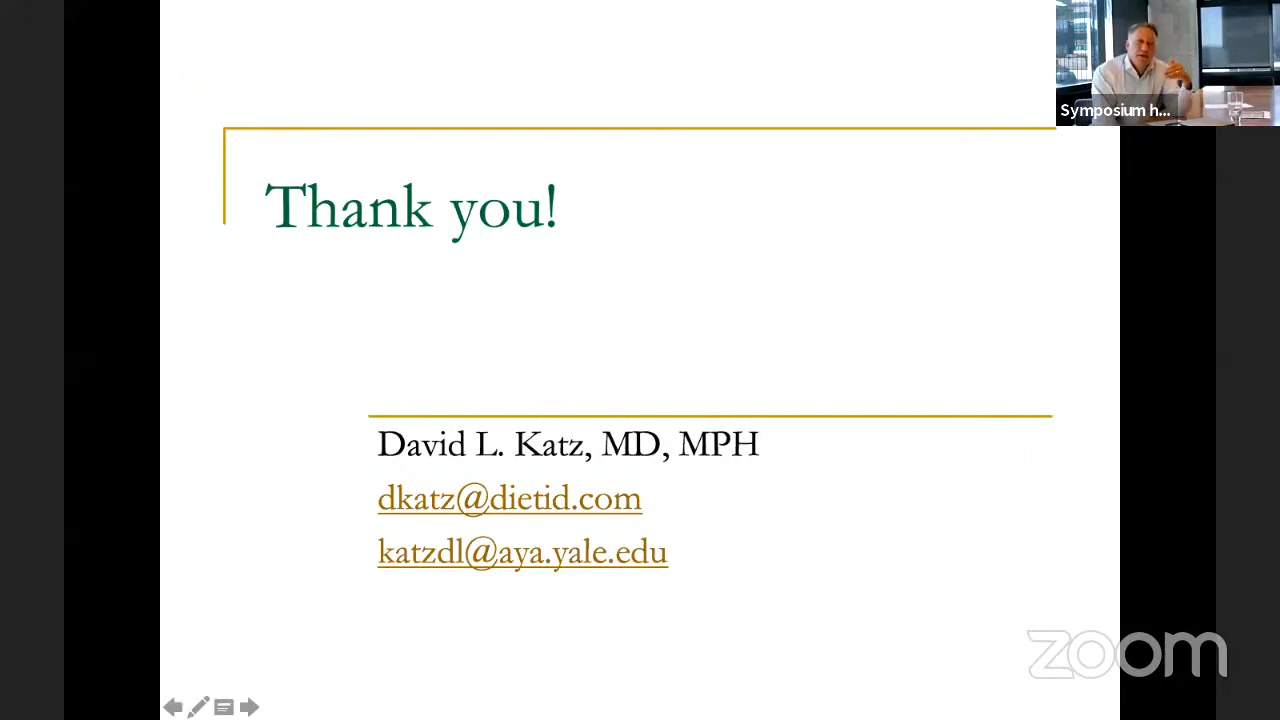 Symposium h...
Thank you!
David L. Katz, MD, MPH
dkatz@dietid.com
katzdl@aya.yale.edu
zoom